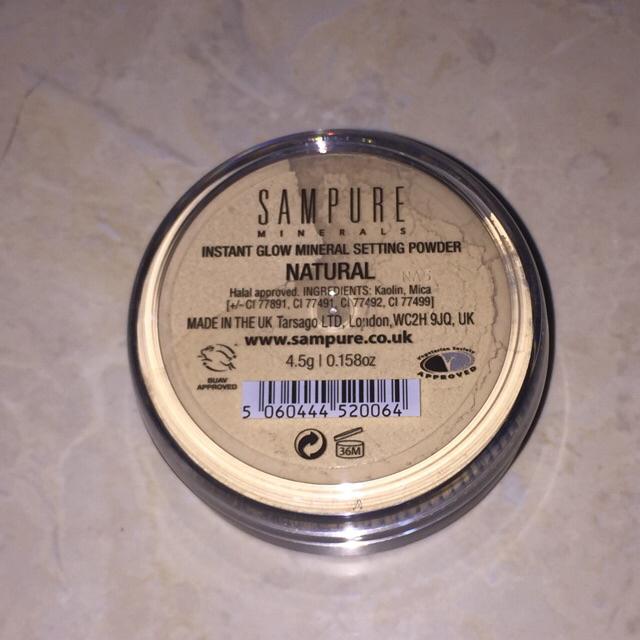 SAMPURE
MINERALS
INSTANT GLOW MINERAL SETTING POWDER
NATURAL
Halal approved. INGREDIENTS: Kaolin, Mica
[+/- CI 77891, CI 77491, CI 77492, CI 77499]
MADE IN THE UK Tarsago LTD, London,WC2H 9JQ, UK
www.sampure.co.uk
4.5g | 0.158oz
BUAV
APPROVED
Vegetarian Society
APPROVED
5 060444 520064
36M